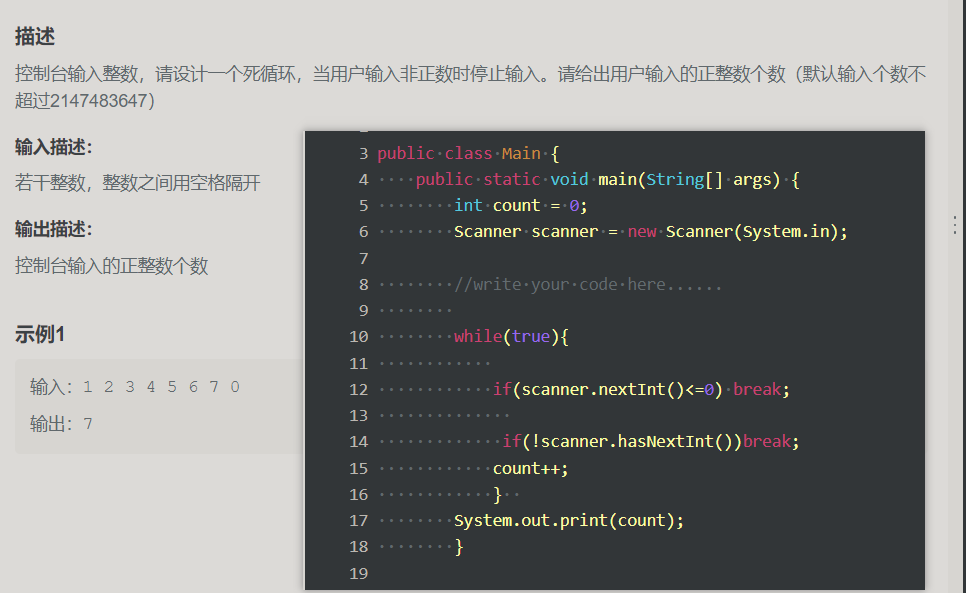 描述
控制台输入整数，请设计一个死循环，当用户输入非正数时停止输入。请给出用户输入的正整数个数（默认输入个数不
超过2147483647）
输入描述：
若干整数，整数之间用空格隔开
输出描述：
控制台输入的正整数个数
示例1
输入：1 2 3 4 5 6 7 0
输出：7
3 public class Main {
4 public static void main(String[] args) {
5 int count = 0;
6 Scanner scanner = new Scanner(System.in);
7
8 //write your code here......
9
10 while(true){
11
12 if(scanner.nextInt()<=0) break;
13
14 if(!scanner.hasNextInt())break;
15 count++;
16 }
17 System.out.print(count);
18 }
19